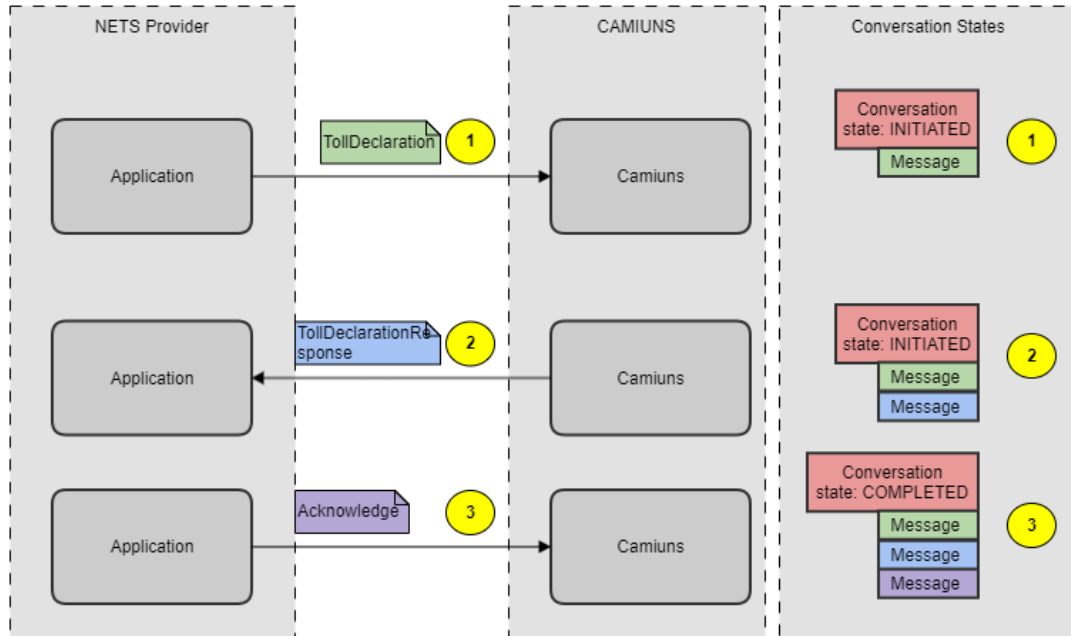 NETS Provider
CAMIUNS
Conversation States
Application
TollDeclaration
1
Camiuns
Conversation
state: INITIATED
Message
1
Application
TollDeclarationRe
sponse
2
Camiuns
Conversation
state: INITIATED
Message
Message
2
Application
Acknowledge
3
Camiuns
Conversation
state: COMPLETED
Message
Message
Message
3